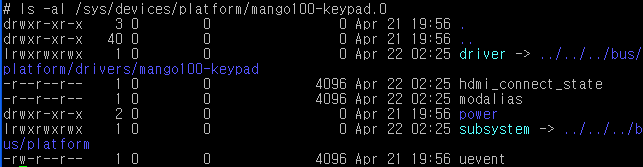 # ls -al /sys/devices/platform/mango100-keypad.0
drwxr-xr-x 3 0 0 0 Apr 21 19:56 .
drwxr-xr-x 40 0 0 0 Apr 21 19:56 ..
lrwxrwxrwx 1 0 0 0 Apr 22 02:25 driver -> ../../../bus/
platform/drivers/mango100-keypad
-r--r--r-- 1 0 0 4096 Apr 22 02:25 hdmi_connect_state
-r--r--r-- 1 0 0 4096 Apr 22 02:25 modalias
drwxr-xr-x 2 0 0 0 Apr 21 19:56 power
lrwxrwxrwx 1 0 0 0 Apr 22 02:25 subsystem -> ../../../b
us/platform
-rw-r--r-- 1 0 0 4096 Apr 21 19:56 uevent